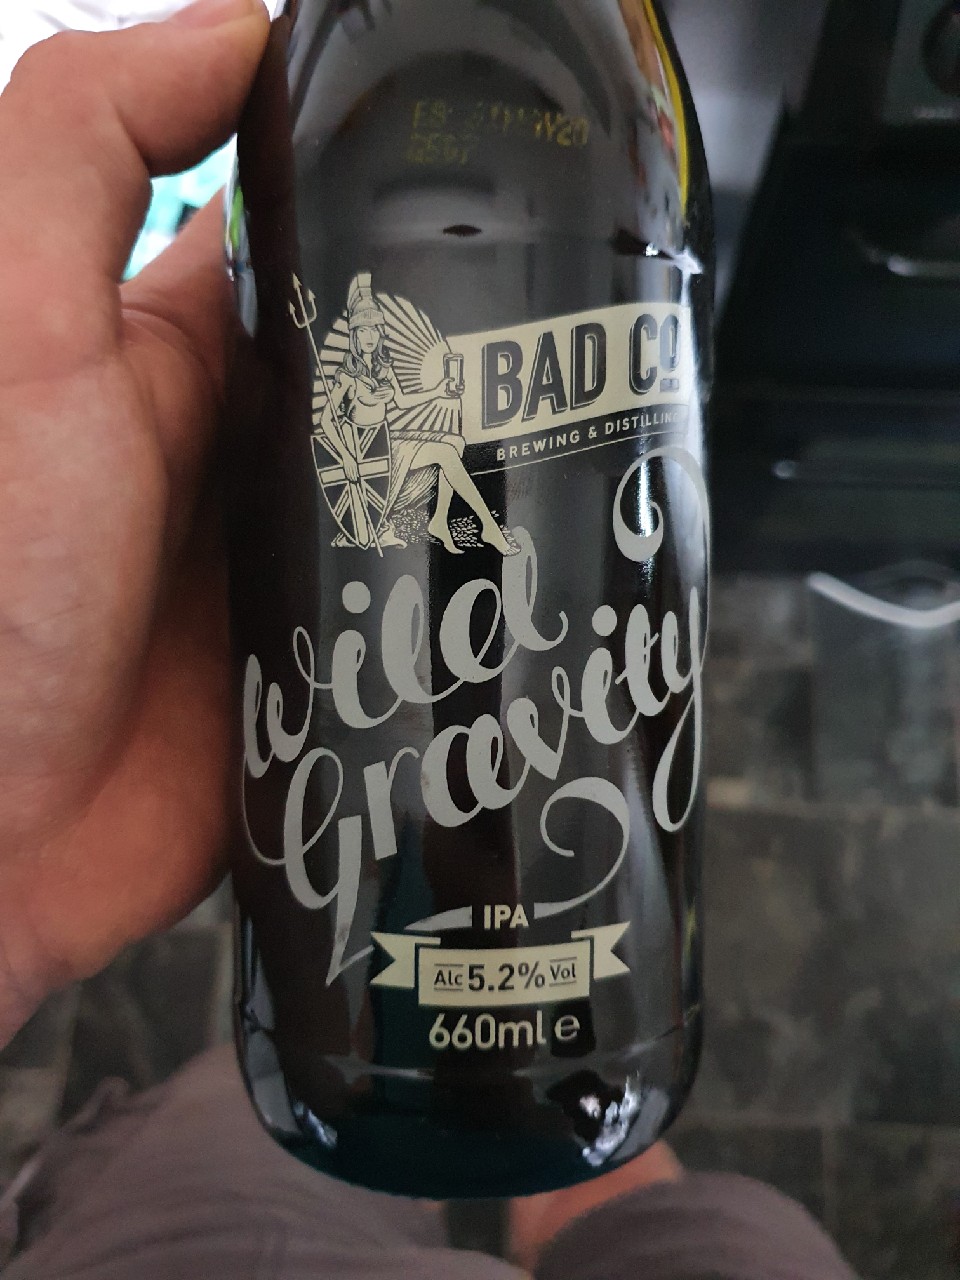 BAD Co.
BREWING & DISTILLING
Wild
Gravity
IPA
Alc 5.2% Vol
660ml e